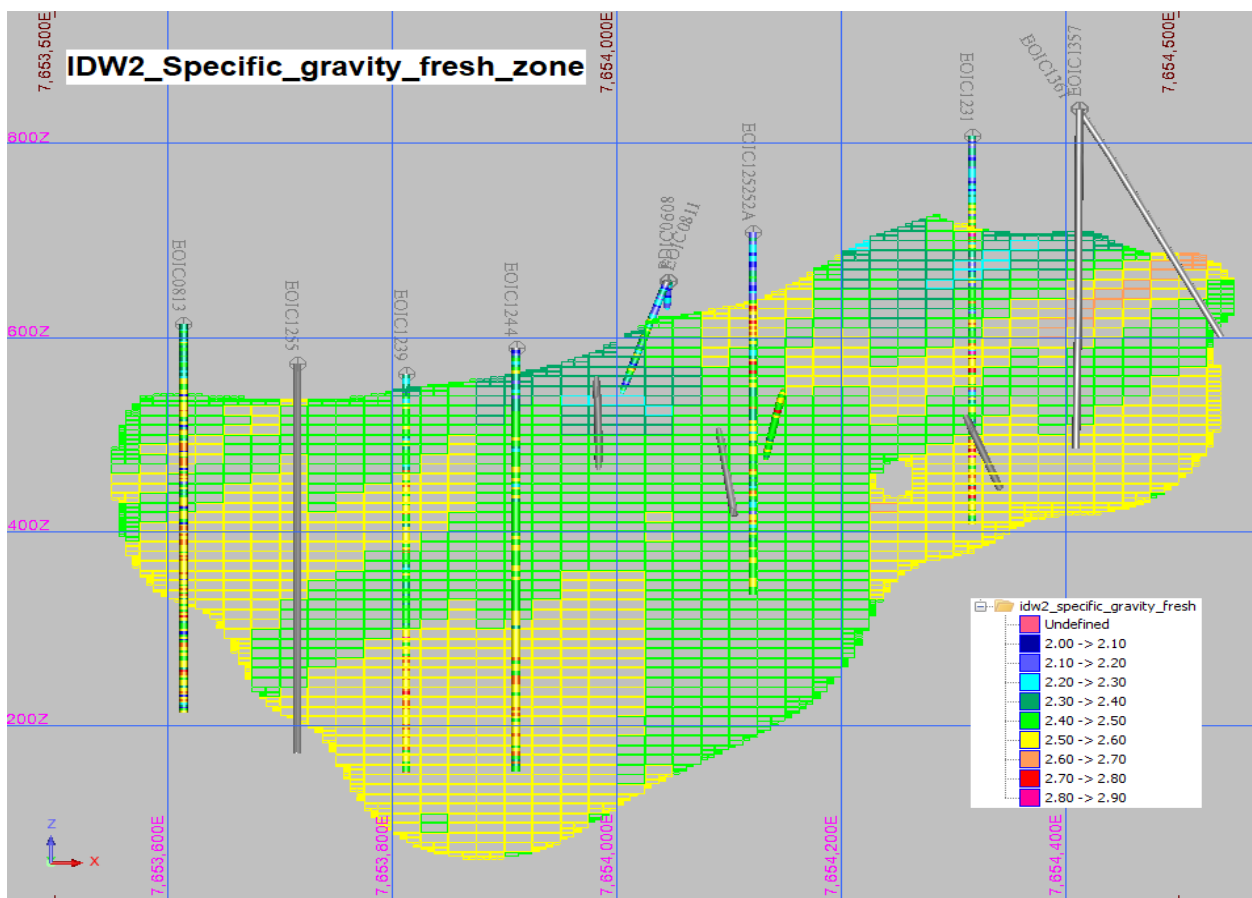 7,653,500E
7,654,000E
7,654,500E
IDW2_Specific_gravity_fresh_zone
EOIC1357
EOIC1361
EOIC1231
800Z
EOIC125252A
EOIC0813
EOIC1255
EOIC1239
EOIC1244
600Z
400Z
200Z
idw2_specific_gravity_fresh
Undefined
2.00 -> 2.10
2.10 -> 2.20
2.20 -> 2.30
2.30 -> 2.40
2.40 -> 2.50
2.50 -> 2.60
2.60 -> 2.70
2.70 -> 2.80
2.80 -> 2.90
Z
X
7,653,600E
7,653,800E
7,654,000E
7,654,200E
7,654,400E